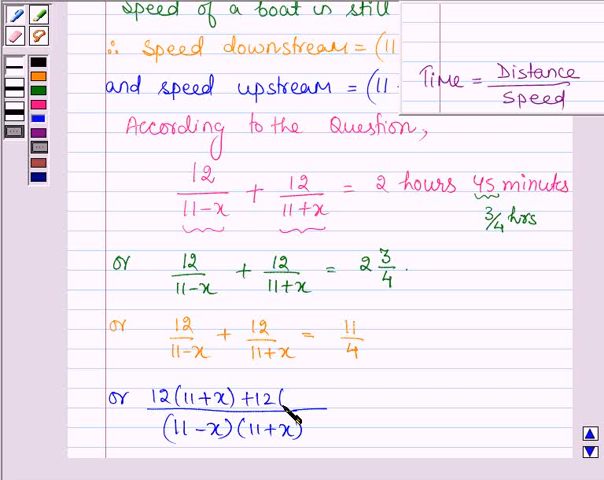 Speed of a boat in still
∴ Speed downstream = (11
and speed upstream = (11 -
Time = Distance / Speed
According to the Question,
12/(11-x) + 12/(11+x) = 2 hours 45 minutes
3/4 hrs
or 12/(11-x) + 12/(11+x) = 2 3/4.
or 12/(11-x) + 12/(11+x) = 11/4
or 12(11+x) +12( / (11-x)(11+x)